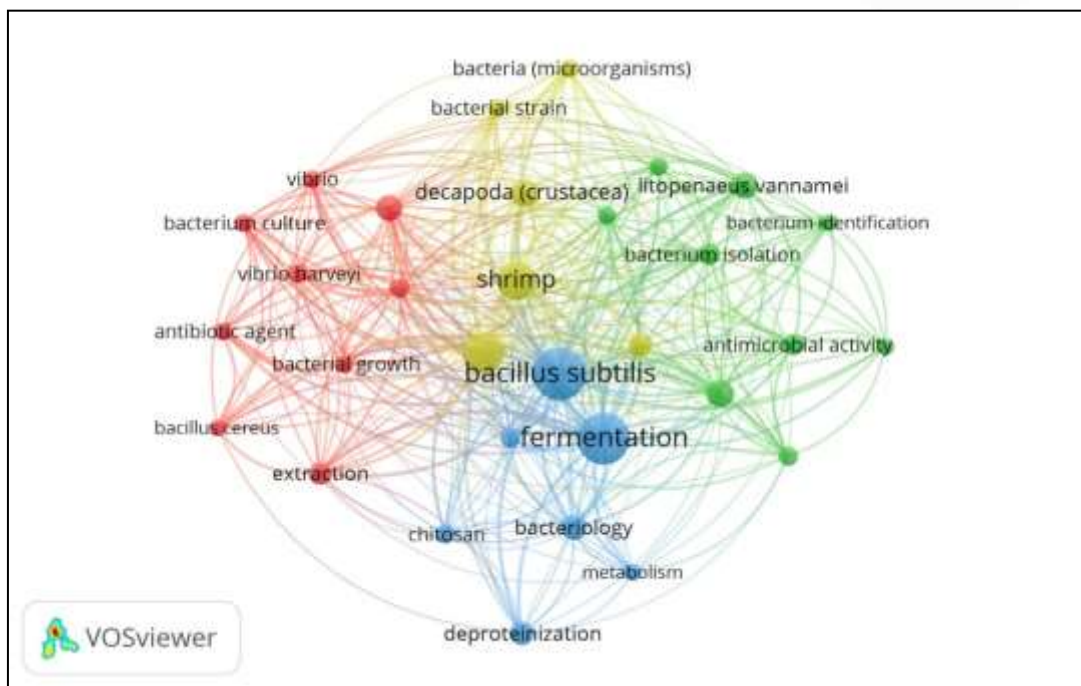 bacteria (microorganisms)
bacterial strain
vibrio
decapoda (crustacea)
litopenaeus vannamei
bacterium culture
bacterium identification
bacterium isolation
vibrio harveyi
shrimp
antibiotic agent
antimicrobial activity
bacterial growth
bacillus subtilis
bacillus cereus
fermentation
extraction
chitosan
bacteriology
metabolism
deproteinization
VOSviewer